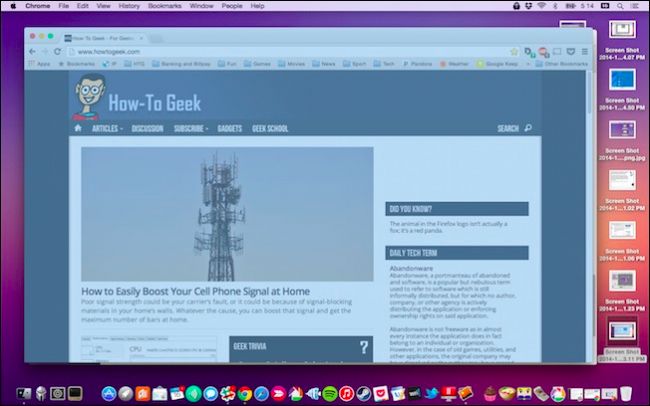 Chrome File Edit View History Bookmarks Window People Help
5 14
How-To Geek - For Geeks
www.howtogeek.com
Apps Bookmarks IP HTG Banking and Billpay Fun Games Movies News Sport Tech Pandora Weather Google Keep Other Bookmarks
How-To Geek
ARTICLES DISCUSSION SUBSCRIBE GADGETS GEEK SCHOOL SEARCH
How to Easily Boost Your Cell Phone Signal at Home
Poor signal strength could be your carrier's fault, or it could be because of signal-blocking
materials in your home's walls. Whatever the cause, you can boost that signal and get the
maximum number of bars at home.
CPU
GEEK TRIVIA
?
DID YOU KNOW?
The animal in the Firefox logo isn't actually a
fox; it's a red panda.
DAILY TECH TERM
Abandonware
Abandonware, a portmanteau of abandoned
and software, is a popular but nebulous term
used to refer to software which is still
informally distributed, but for which no author,
company, or other agency is actively
distributing the application or enforcing
ownership rights on said application.
Abandonware is not freeware as in almost
every instance the application does in fact
belong to an individual or organization.
However, in the case of old games, utilities, and
other applications, the original company may
Screen Shot
2014-1...4.07 PM
Screen Shot
2014-1...4.50 PM
Screen Shot
2014-1....png.jpg
Screen Shot
2014-1...1.02 PM
Screen Shot
2014-1...1.06 PM
Screen Shot
2014-1...1.23 PM
Screen Shot
2014-1...3.11 PM